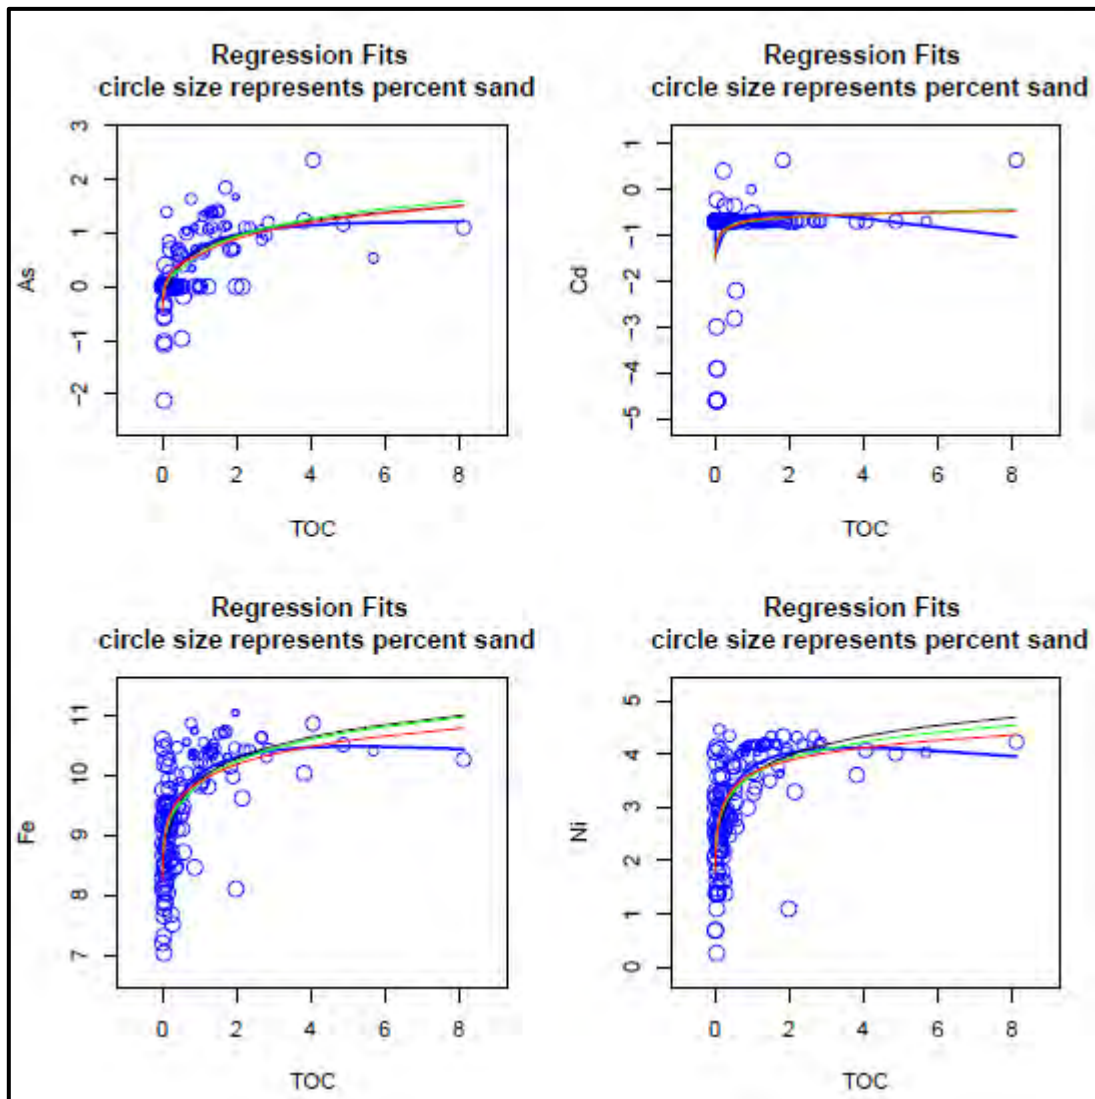 Regression Fits
circle size represents percent sand
As
3
2
1
0
−1
−2
0 2 4 6 8
TOC
Regression Fits
circle size represents percent sand
Cd
1
0
−1
−2
−3
−4
−5
0 2 4 6 8
TOC
Regression Fits
circle size represents percent sand
Fe
11
10
9
8
7
0 2 4 6 8
TOC
Regression Fits
circle size represents percent sand
Ni
5
4
3
2
1
0
0 2 4 6 8
TOC